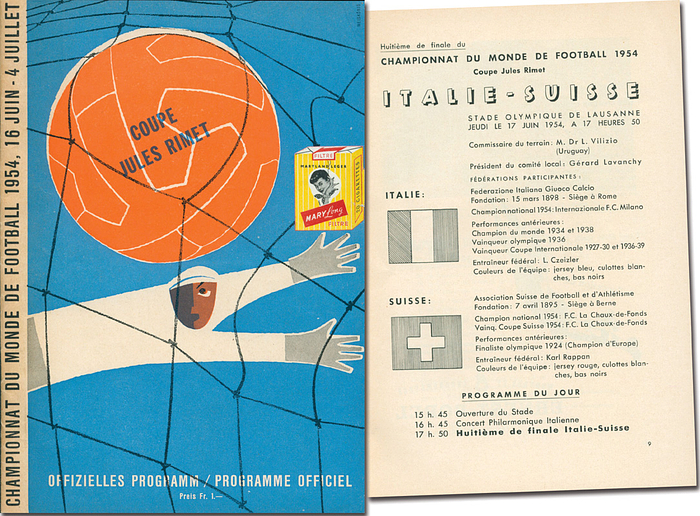 CHAMPIONNAT DU MONDE DE FOOTBALL 1954, 16 JUIN - 4 JUILLET
COUPE
JULES RIMET
FILTRE
MARYLAND LEGER
20 CIGARETTES
MARY Long
FILTRE
OFFIZIELLES PROGRAMM / PROGRAMME OFFICIEL
Preis Fr. 1.—
Huitième de finale du
CHAMPIONNAT DU MONDE DE FOOTBALL 1954
Coupe Jules Rimet
ITALIE-SUISSE
STADE OLYMPIQUE DE LAUSANNE
JEUDI LE 17 JUIN 1954, A 17 HEURES 50
Commissaire du terrain: M. Dr L. Vilizio
(Uruguay)
Président du comité local: Gérard Lavanchy
FÉDÉRATIONS PARTICIPANTES:
ITALIE:
Federazione Italiana Giuoco Calcio
Fondation: 15 mars 1898 - Siège à Rome
Champion national 1954: Internazionale F.C. Milano
Performances antérieures:
Champion du monde 1934 et 1938
Vainqueur olympique 1936
Vainqueur Coupe Internationale 1927-30 et 1936-39
Entraîneur fédéral: L. Czeizler
Couleurs de l'équipe: jersey bleu, culottes blan-
ches, bas noirs
SUISSE:
Association Suisse de Football et d'Athlétisme
Fondation: 7 avril 1895 - Siège à Berne
Champion national 1954: F.C. La Chaux-de-Fonds
Vainq. Coupe Suisse 1954: F.C. La Chaux-de-Fonds
Performances antérieures:
Finaliste olympique 1924 (Champion d'Europe)
Entraîneur fédéral: Karl Rappan
Couleurs de l'équipe: jersey rouge, culottes blan-
ches, bas noirs
PROGRAMME DU JOUR
15 h. 45 Ouverture du Stade
16 h. 45 Concert Philarmonique Italienne
17 h. 50 Huitième de finale Italie-Suisse
9